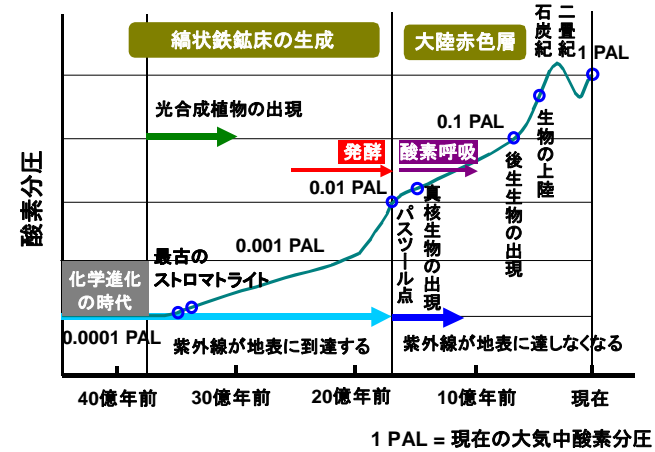 縞状鉄鉱床の生成
大陸赤色層
石炭紀
二畳紀
1 PAL
光合成植物の出現
0.1 PAL
生物の上陸
発酵
酸素呼吸
0.01 PAL
後生生物の出現
真核生物の出現
パスツール点
酸素分圧
0.001 PAL
最古の
ストロマトライト
化学進化
の時代
0.0001 PAL
紫外線が地表に到達する
紫外線が地表に達しなくなる
40億年前
30億年前
20億年前
10億年前
現在
1 PAL = 現在の大気中酸素分圧